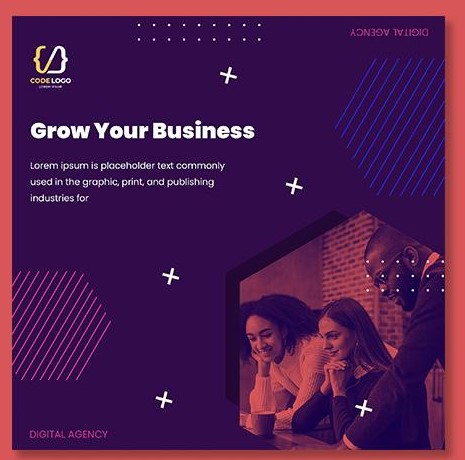 DIGITAL AGENCY
CODE LOGO
LOREM IPSUM
Grow Your Business
Lorem ipsum is placeholder text commonly
used in the graphic, print, and publishing
industries for
DIGITAL AGENCY